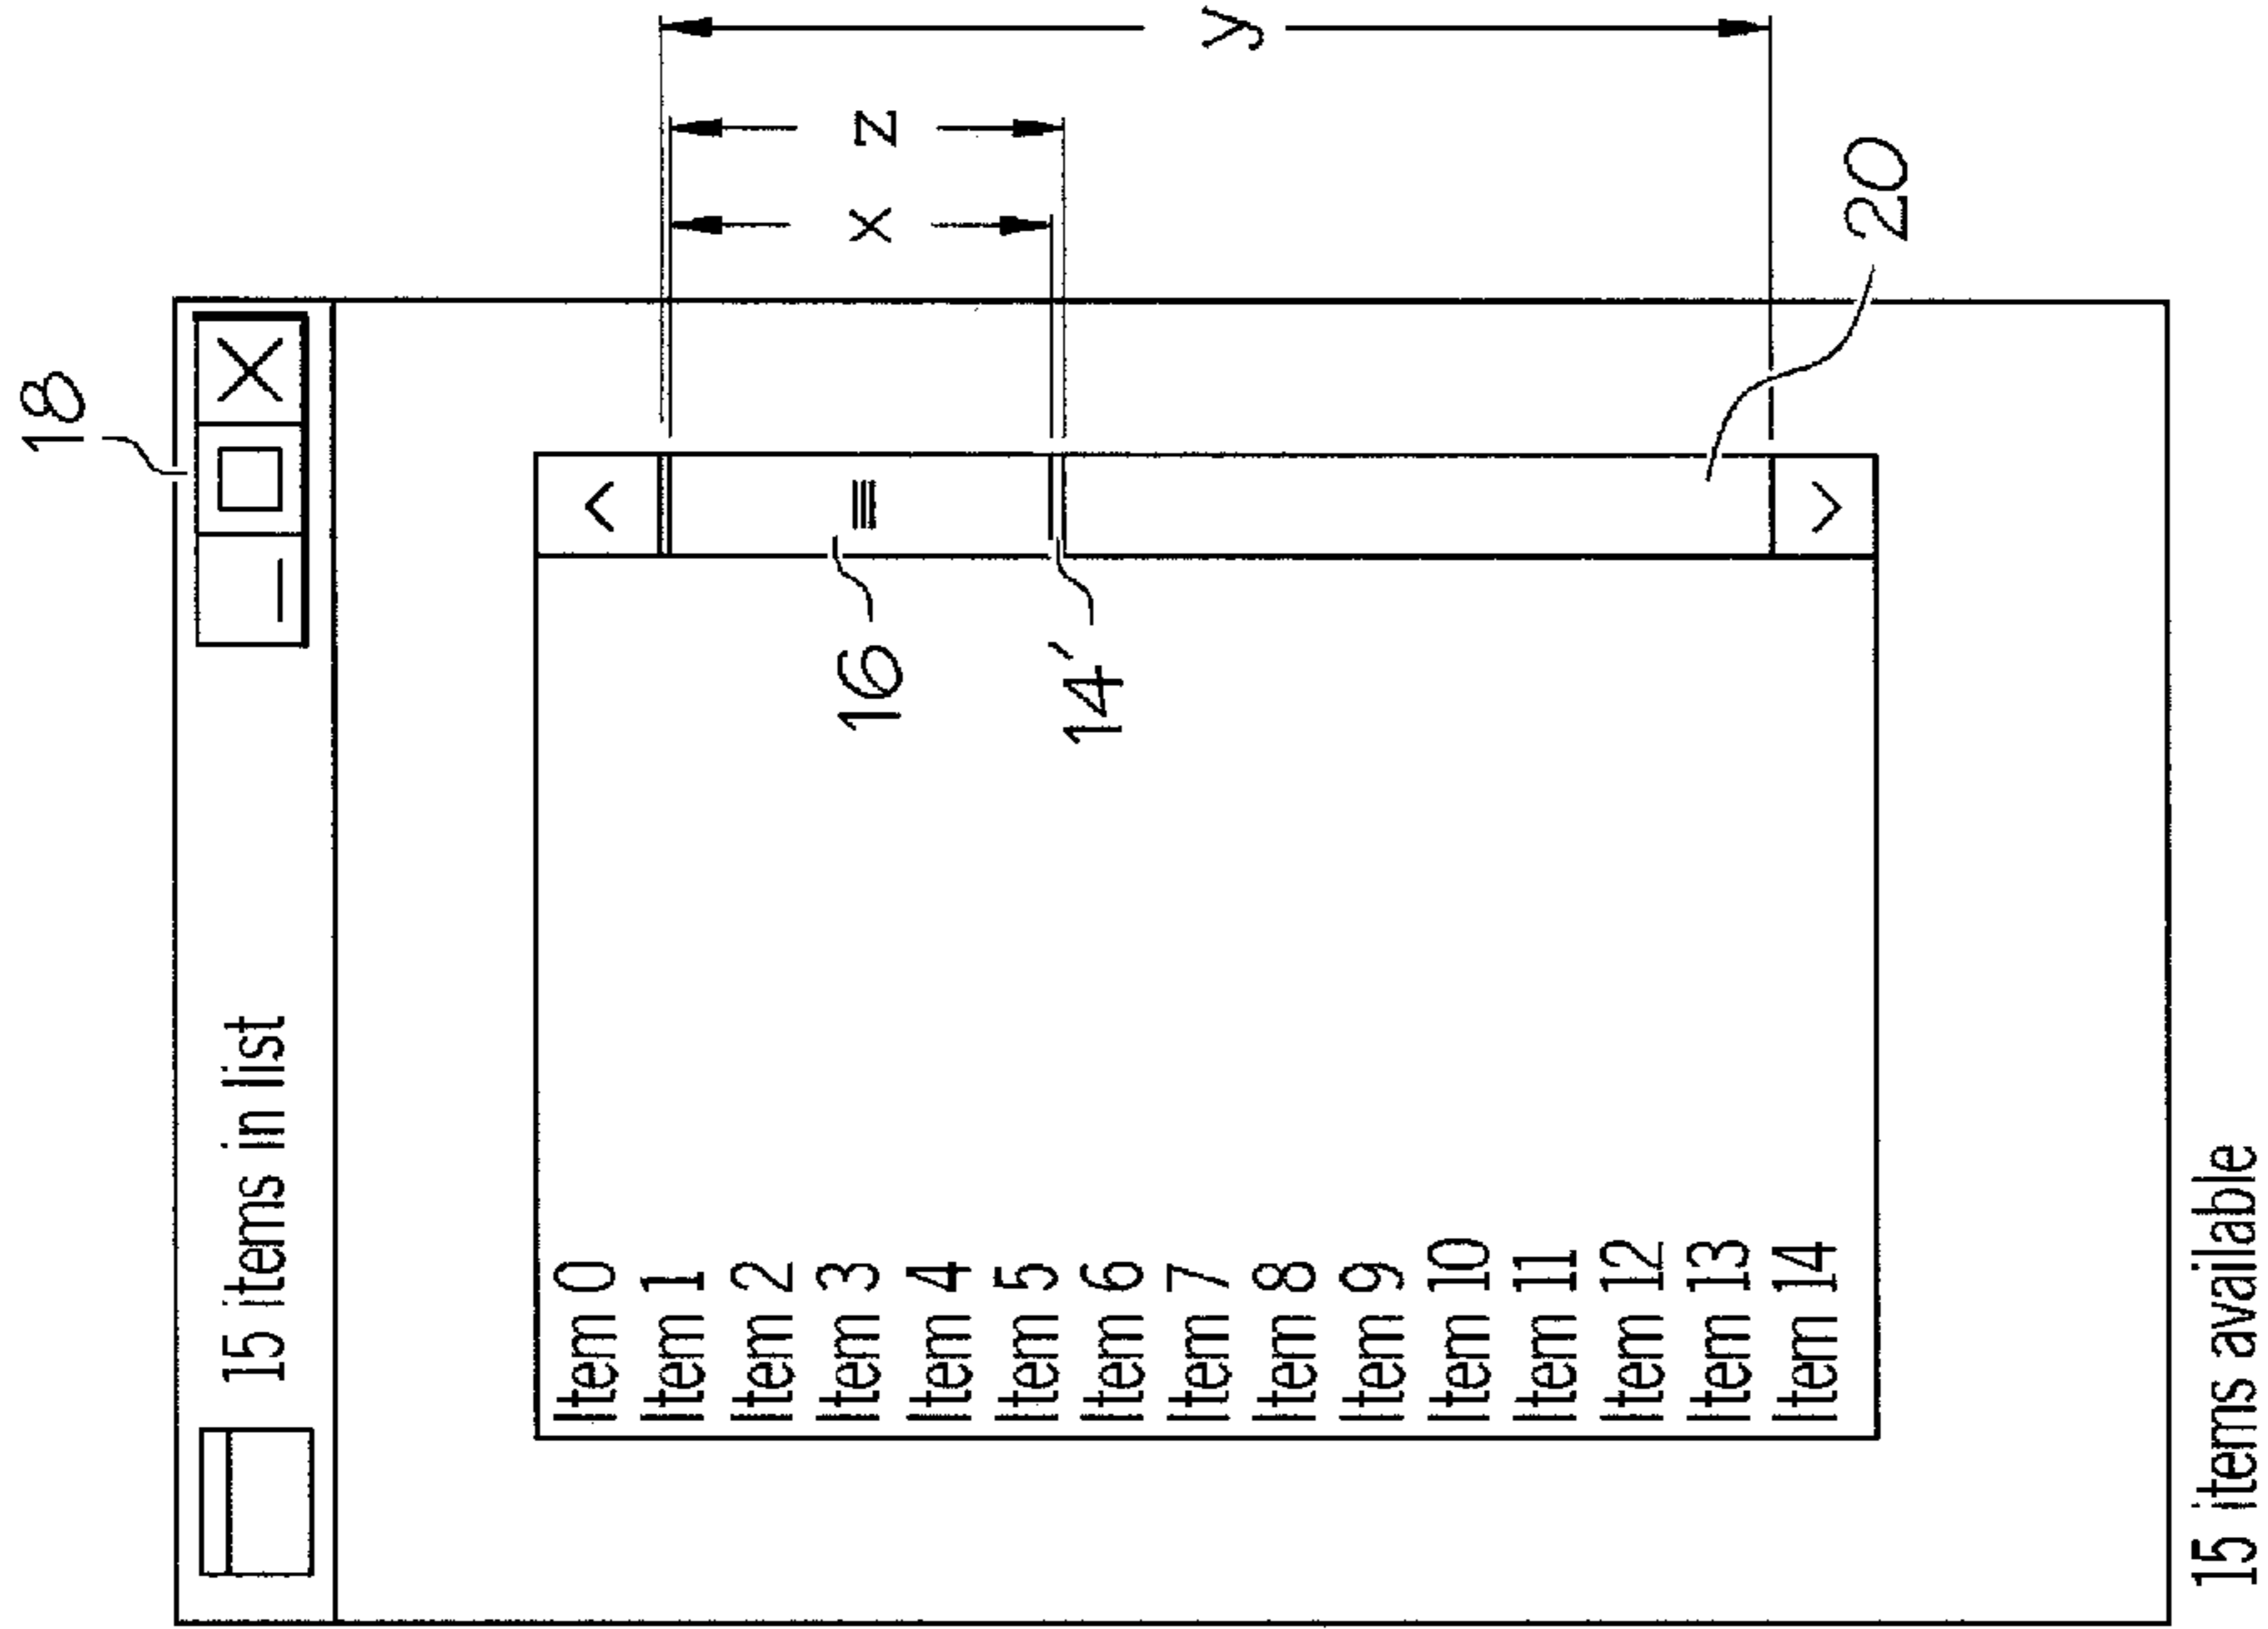 18
15 items in list
Item 0
Item 1
Item 2
Item 3
Item 4
Item 5
Item 6
Item 7
Item 8
Item 9
Item 10
Item 11
Item 12
Item 13
Item 14
16
14'
x
z
y
20
15 items available